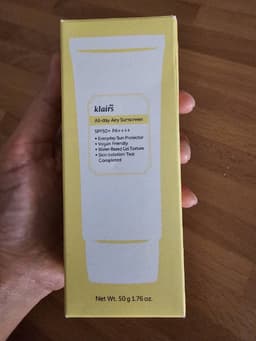 klairs
All-day Airy Sunscreen
SPF50+ PA++++
• Everyday Sun Protector
• Vegan Friendly
• Water Based Gel Texture
• Skin Irritation Test
Completed
Net Wt. 50 g 1.76 oz.